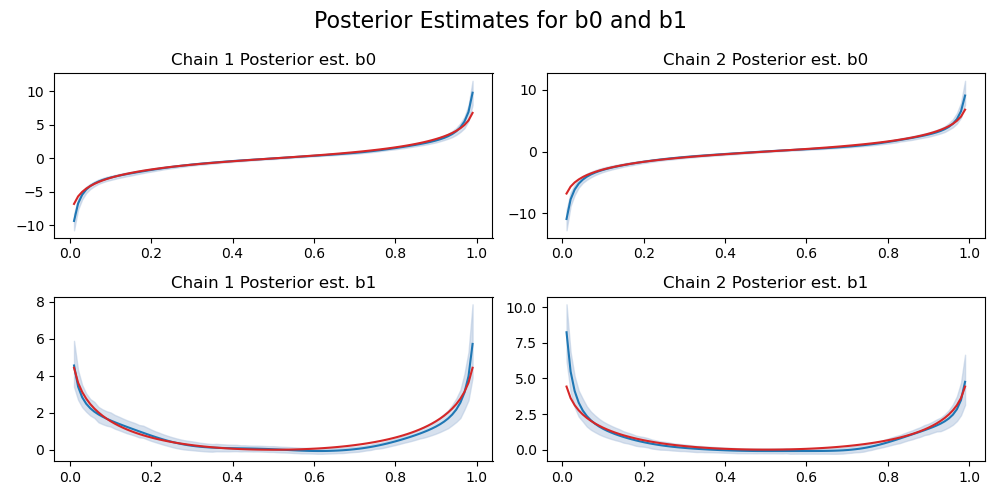 Posterior Estimates for b0 and b1
Chain 1 Posterior est. b0
10
5
0
−5
−10
0.0 0.2 0.4 0.6 0.8 1.0
Chain 2 Posterior est. b0
10
0
−10
0.0 0.2 0.4 0.6 0.8 1.0
Chain 1 Posterior est. b1
8
6
4
2
0
0.0 0.2 0.4 0.6 0.8 1.0
Chain 2 Posterior est. b1
10.0
7.5
5.0
2.5
0.0
0.0 0.2 0.4 0.6 0.8 1.0